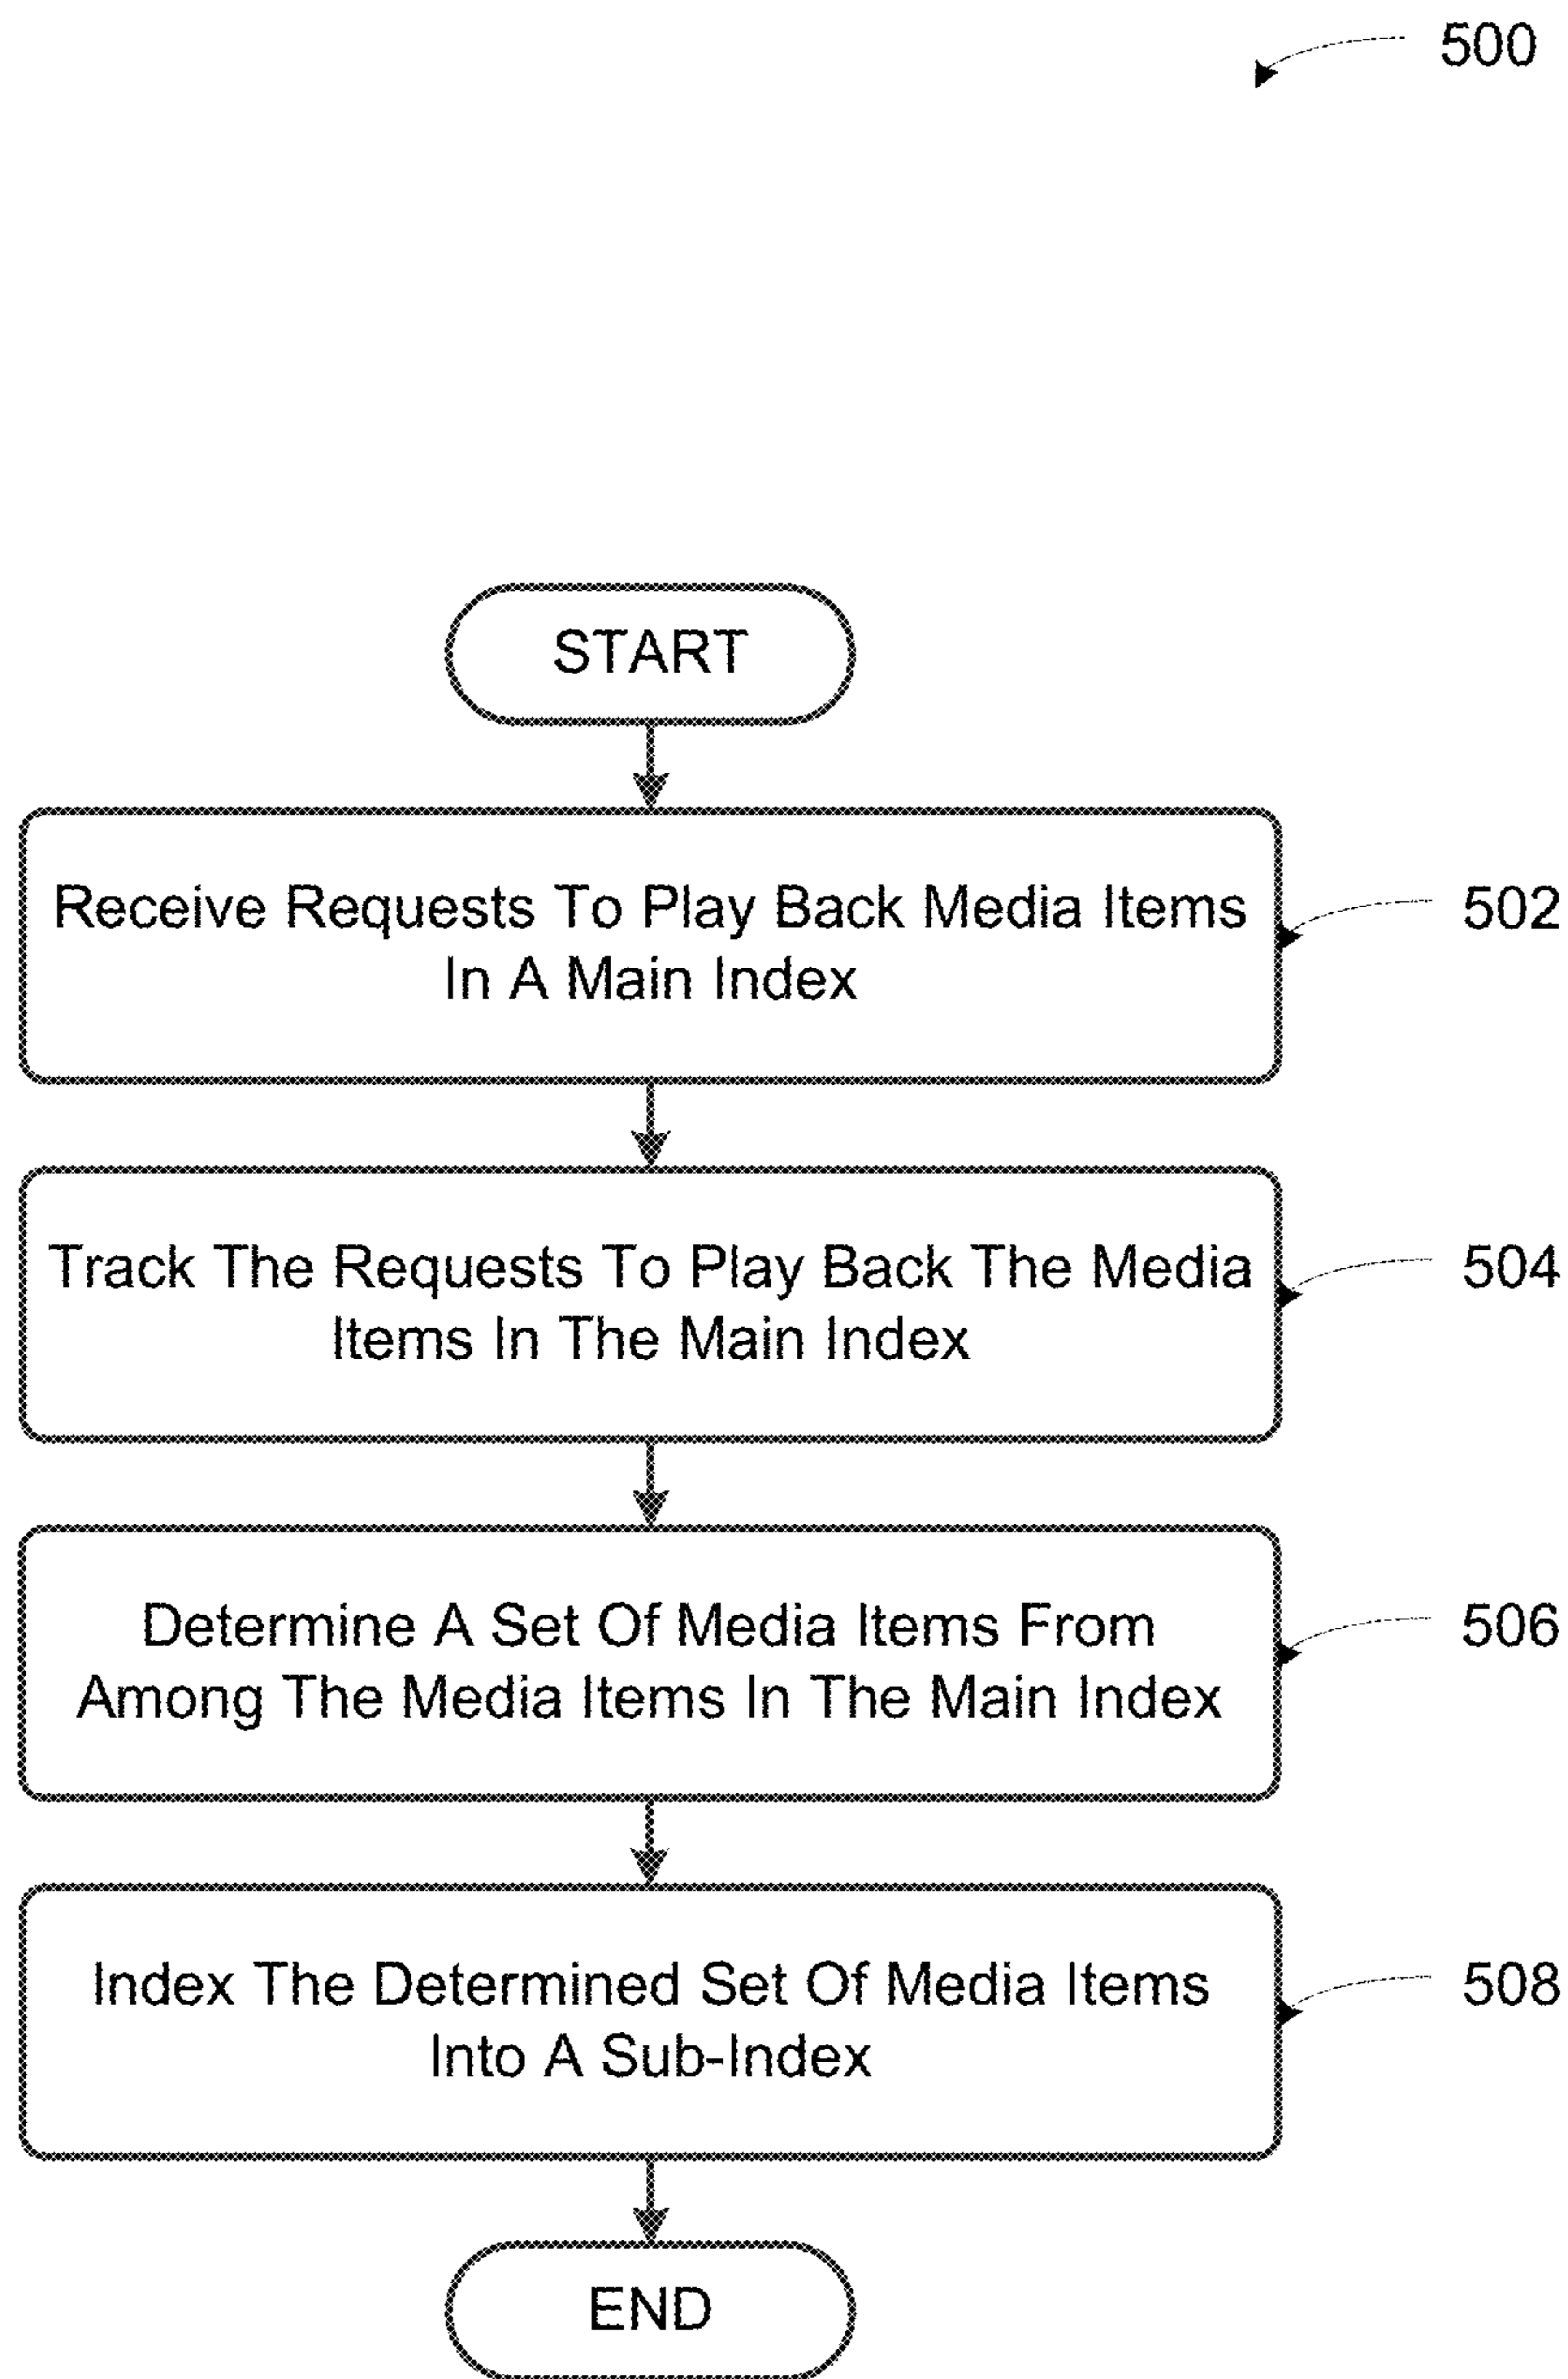 500
START
Receive Requests To Play Back Media Items
In A Main Index
502
Track The Requests To Play Back The Media
Items In The Main Index
504
Determine A Set Of Media Items From
Among The Media Items In The Main Index
506
Index The Determined Set Of Media Items
Into A Sub-Index
508
END